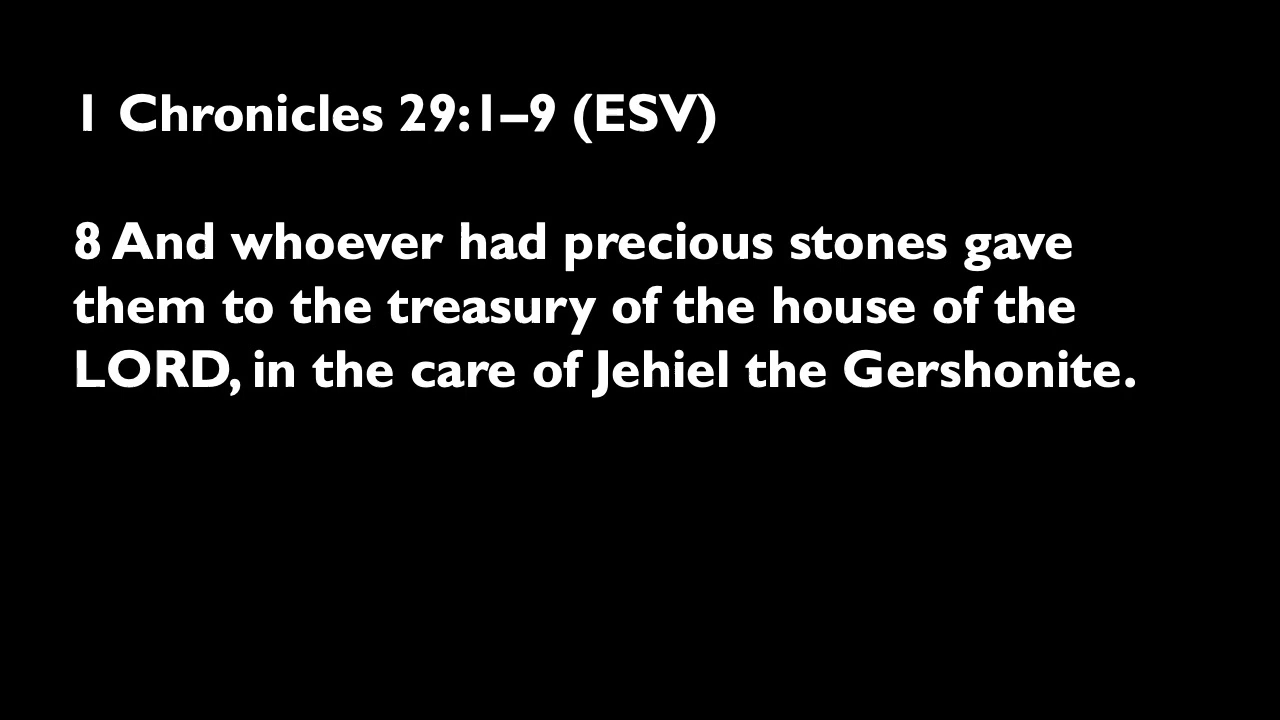 1 Chronicles 29:1–9 (ESV)
8 And whoever had precious stones gave
them to the treasury of the house of the
LORD, in the care of Jehiel the Gershonite.